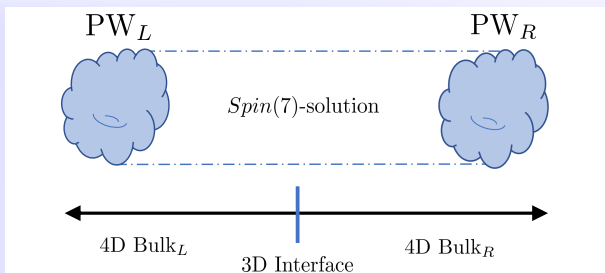 PW_L PW_R
Spin(7)-solution
4D Bulk_L 4D Bulk_R
3D Interface